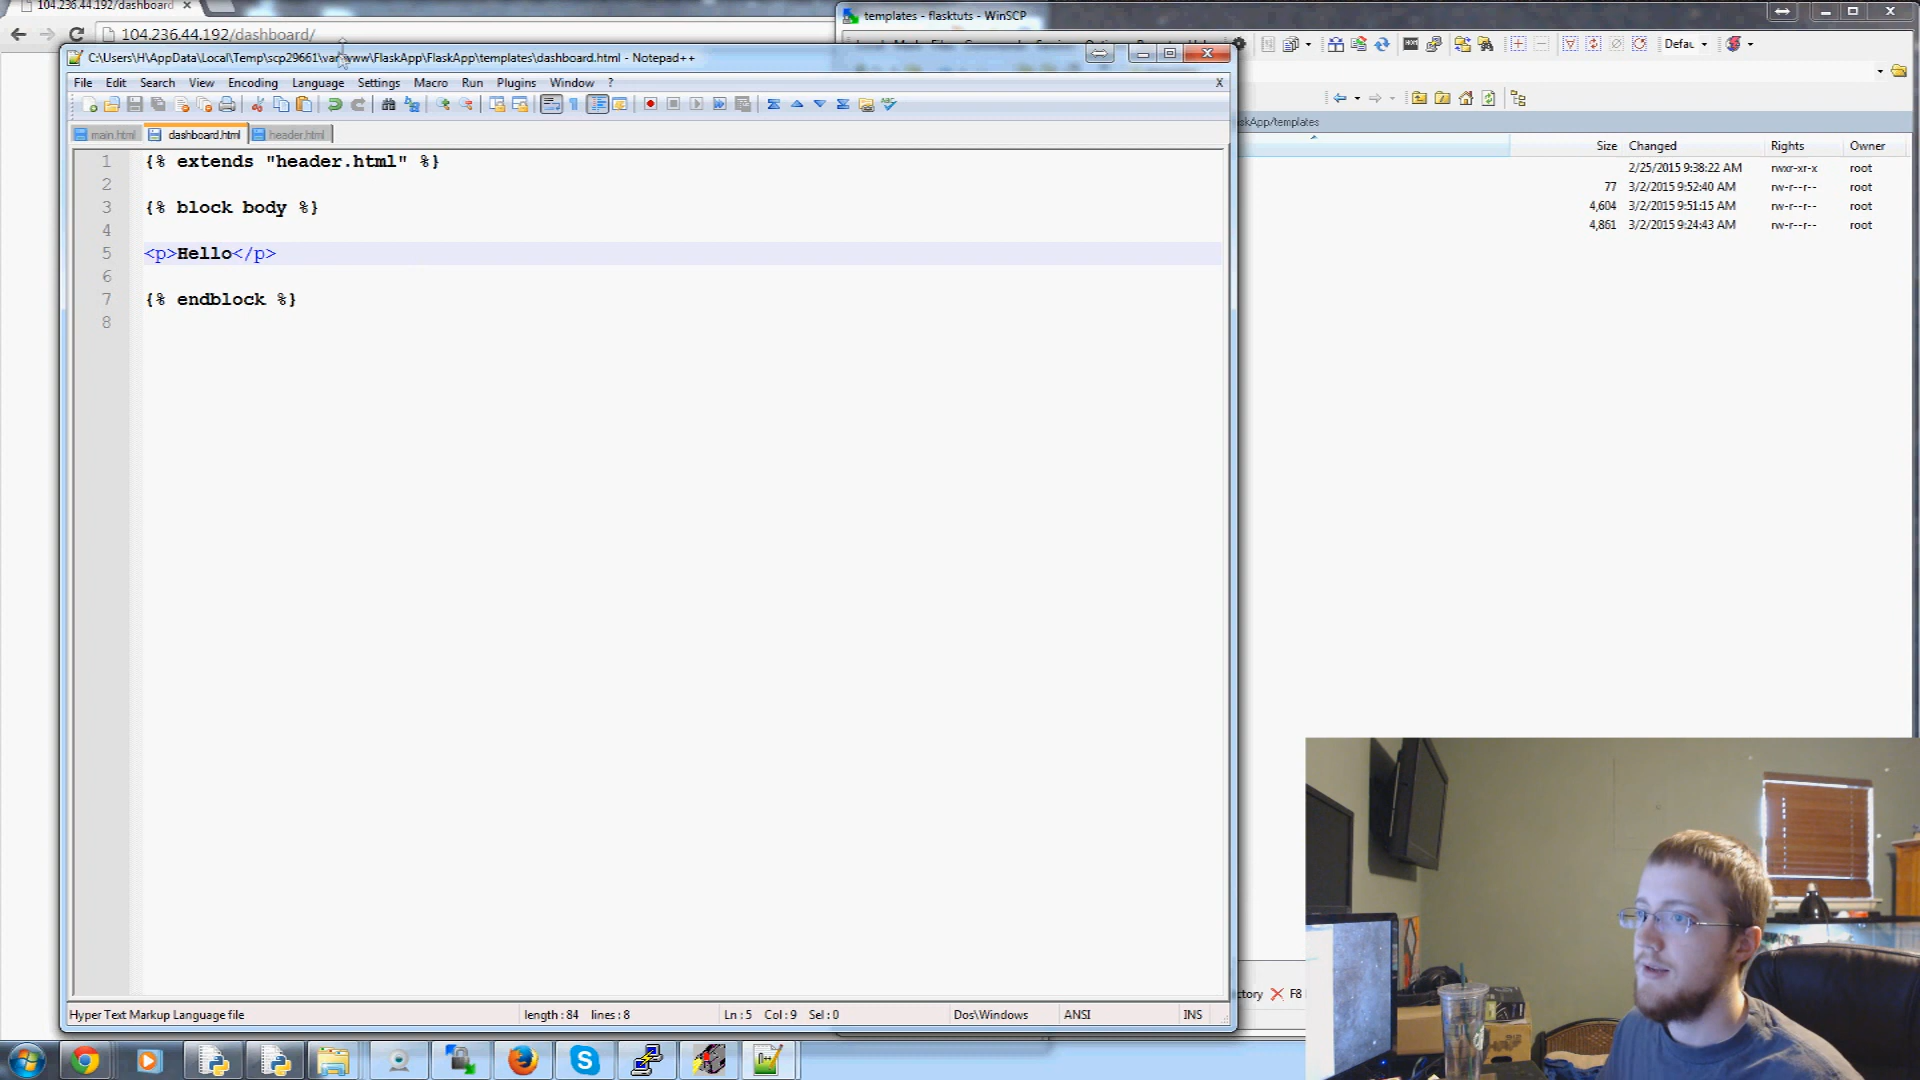 104.236.44.192/dashboard
104.236.44.192/dashboard/
templates - flasktuts - WinSCP
Defau
C:\Users\H\AppData\Local\Temp\scp29661\var\www\FlaskApp\FlaskApp\templates\dashboard.html - Notepad++
File Edit Search View Encoding Language Settings Macro Run Plugins Window ? X
main.html dashboard.html header.html
skApp/templates
Size Changed Rights Owner
2/25/2015 9:38:22 AM rwxr-xr-x root
77 3/2/2015 9:52:40 AM rw-r--r-- root
4,604 3/2/2015 9:51:15 AM rw-r--r-- root
4,861 3/2/2015 9:24:43 AM rw-r--r-- root
1 {% extends "header.html" %}
2
3 {% block body %}
4
5 <p>Hello</p>
6
7 {% endblock %}
8
ctory F8
Hyper Text Markup Language file length : 84 lines : 8 Ln : 5 Col : 9 Sel : 0 Dos\Windows ANSI INS